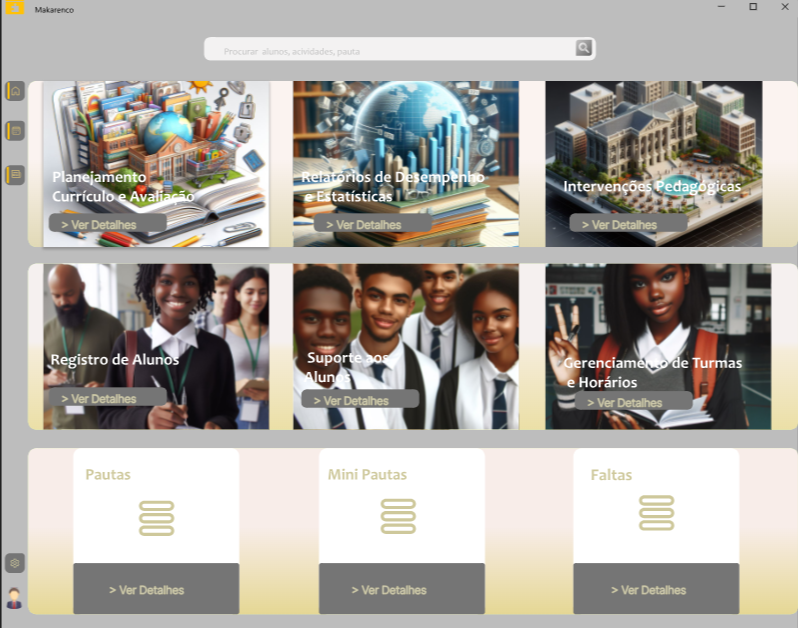 Makarenco
Procurar alunos, acividades, pauta
Planejamento
Currículo e Avaliação
> Ver Detalhes
Relatórios de Desempenho
e Estatísticas
> Ver Detalhes
Intervenções Pedagógicas
> Ver Detalhes
Registro de Alunos
> Ver Detalhes
Suporte aos
Alunos
> Ver Detalhes
Gerenciamento de Turmas
e Horários
> Ver Detalhes
Pautas
> Ver Detalhes
Mini Pautas
> Ver Detalhes
Faltas
> Ver Detalhes